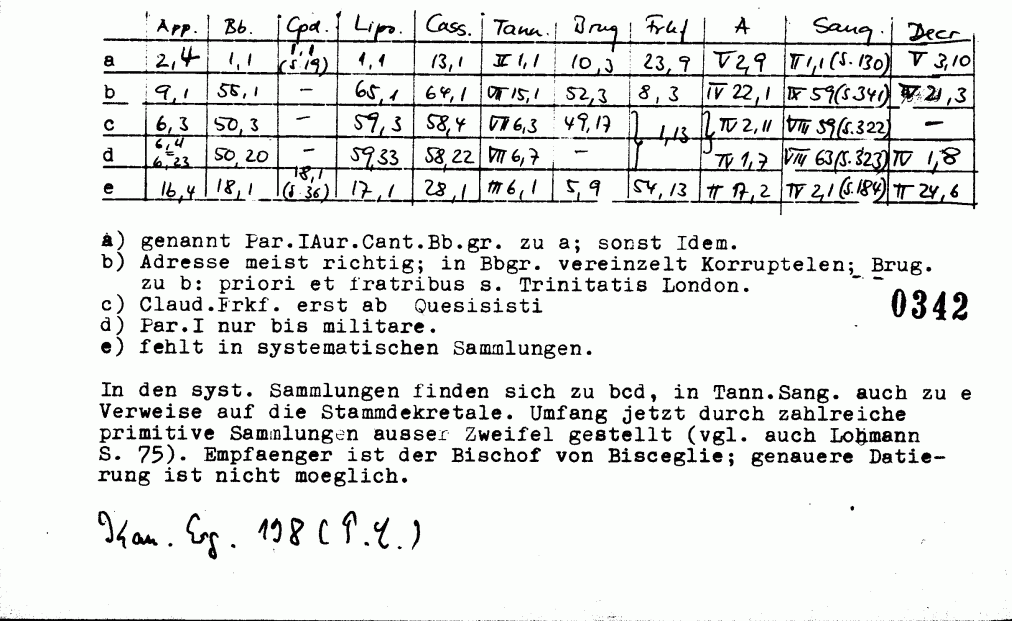 App. Bb. Cpd. Lips. Cass. Tann. Brug Frkf A Sang. Decr
a 2,4 1,1 1,1 (S.19) 1,1 13,1 II 1,1 10,3 23,9 V 2,9 II 1,1 (S.130) V 3,10
b 9,1 55,1 – 65,1 64,1 VII 15,1 52,3 8,3 IV 22,1 IX 59 (S.341) IV 21,3
c 6,3 50,3 – 59,3 58,4 VII 6,3 49,17 } 1,13 } IV 2,11 VIII 59 (S.322) –
d 6,4 6,23 50,20 – 59,33 58,22 VII 6,7 – IV 1,7 VIII 63 (S.323) IV 1,8
e 16,4 18,1 18,1 (S.36) 17,1 28,1 III 6,1 5,9 54,13 II 17,2 IV 2,1 (S.184) II 24,6
a) genannt Par.IAur.Cant.Bb.gr. zu a; sonst Idem.
b) Adresse meist richtig; in Bbgr. vereinzelt Korruptelen; Brug.
zu b: priori et fratribus s. Trinitatis London.
c) Claud.Frkf. erst ab Quesisisti
0342
d) Par.I nur bis militare.
e) fehlt in systematischen Sammlungen.
In den syst. Sammlungen finden sich zu bcd, in Tann.Sang. auch zu e
Verweise auf die Stammdekretale. Umfang jetzt durch zahlreiche
primitive Sammlungen ausser Zweifel gestellt (vgl. auch Lohmann
S. 75). Empfaenger ist der Bischof von Bisceglie; genauere Datie-
rung ist nicht moeglich.
Kan. Erg. 198 (